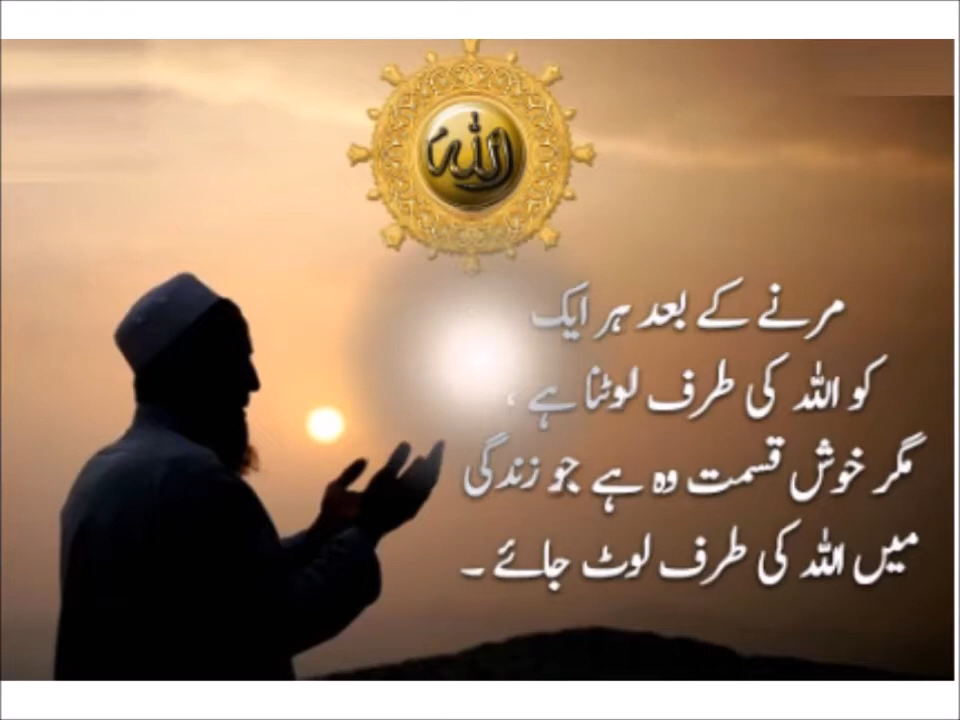 الله
مرنے کے بعد ہر ایک
کو اللہ کی طرف لوٹنا ہے ،
مگر خوش قسمت وہ ہے جو زندگی
میں اللہ کی طرف لوٹ جائے ۔